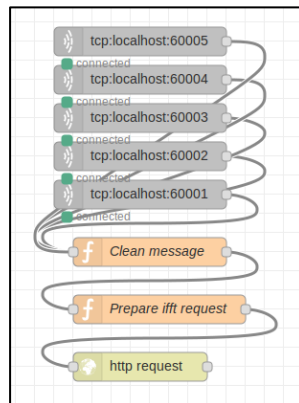 tcp:localhost:60005
connected
tcp:localhost:60004
connected
tcp:localhost:60003
connected
tcp:localhost:60002
connected
tcp:localhost:60001
connected
Clean message
Prepare ifft request
http request